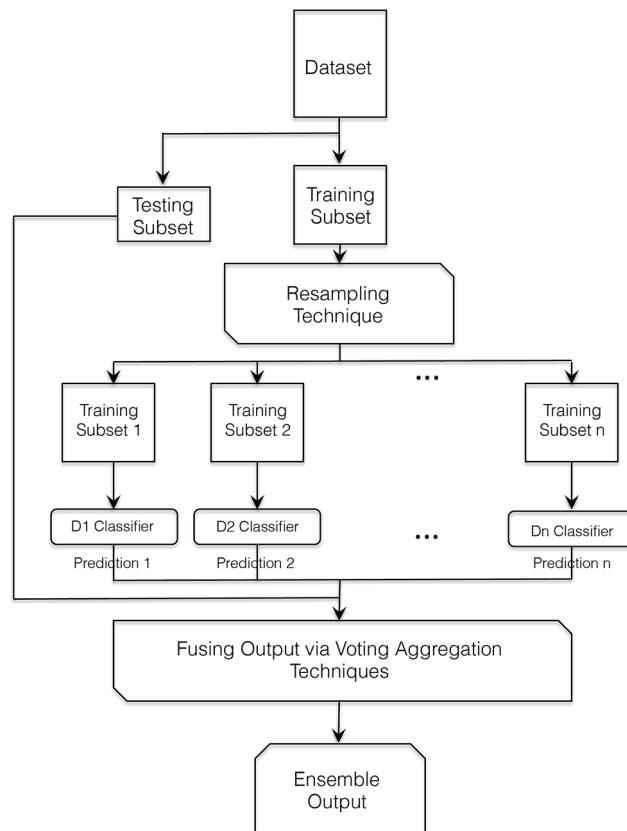 Dataset
Testing
Subset
Training
Subset
Resampling
Technique
...
Training
Subset 1
Training
Subset 2
Training
Subset n
D1 Classifier
D2 Classifier
...
Dn Classifier
Prediction 1
Prediction 2
Prediction n
Fusing Output via Voting Aggregation
Techniques
Ensemble
Output